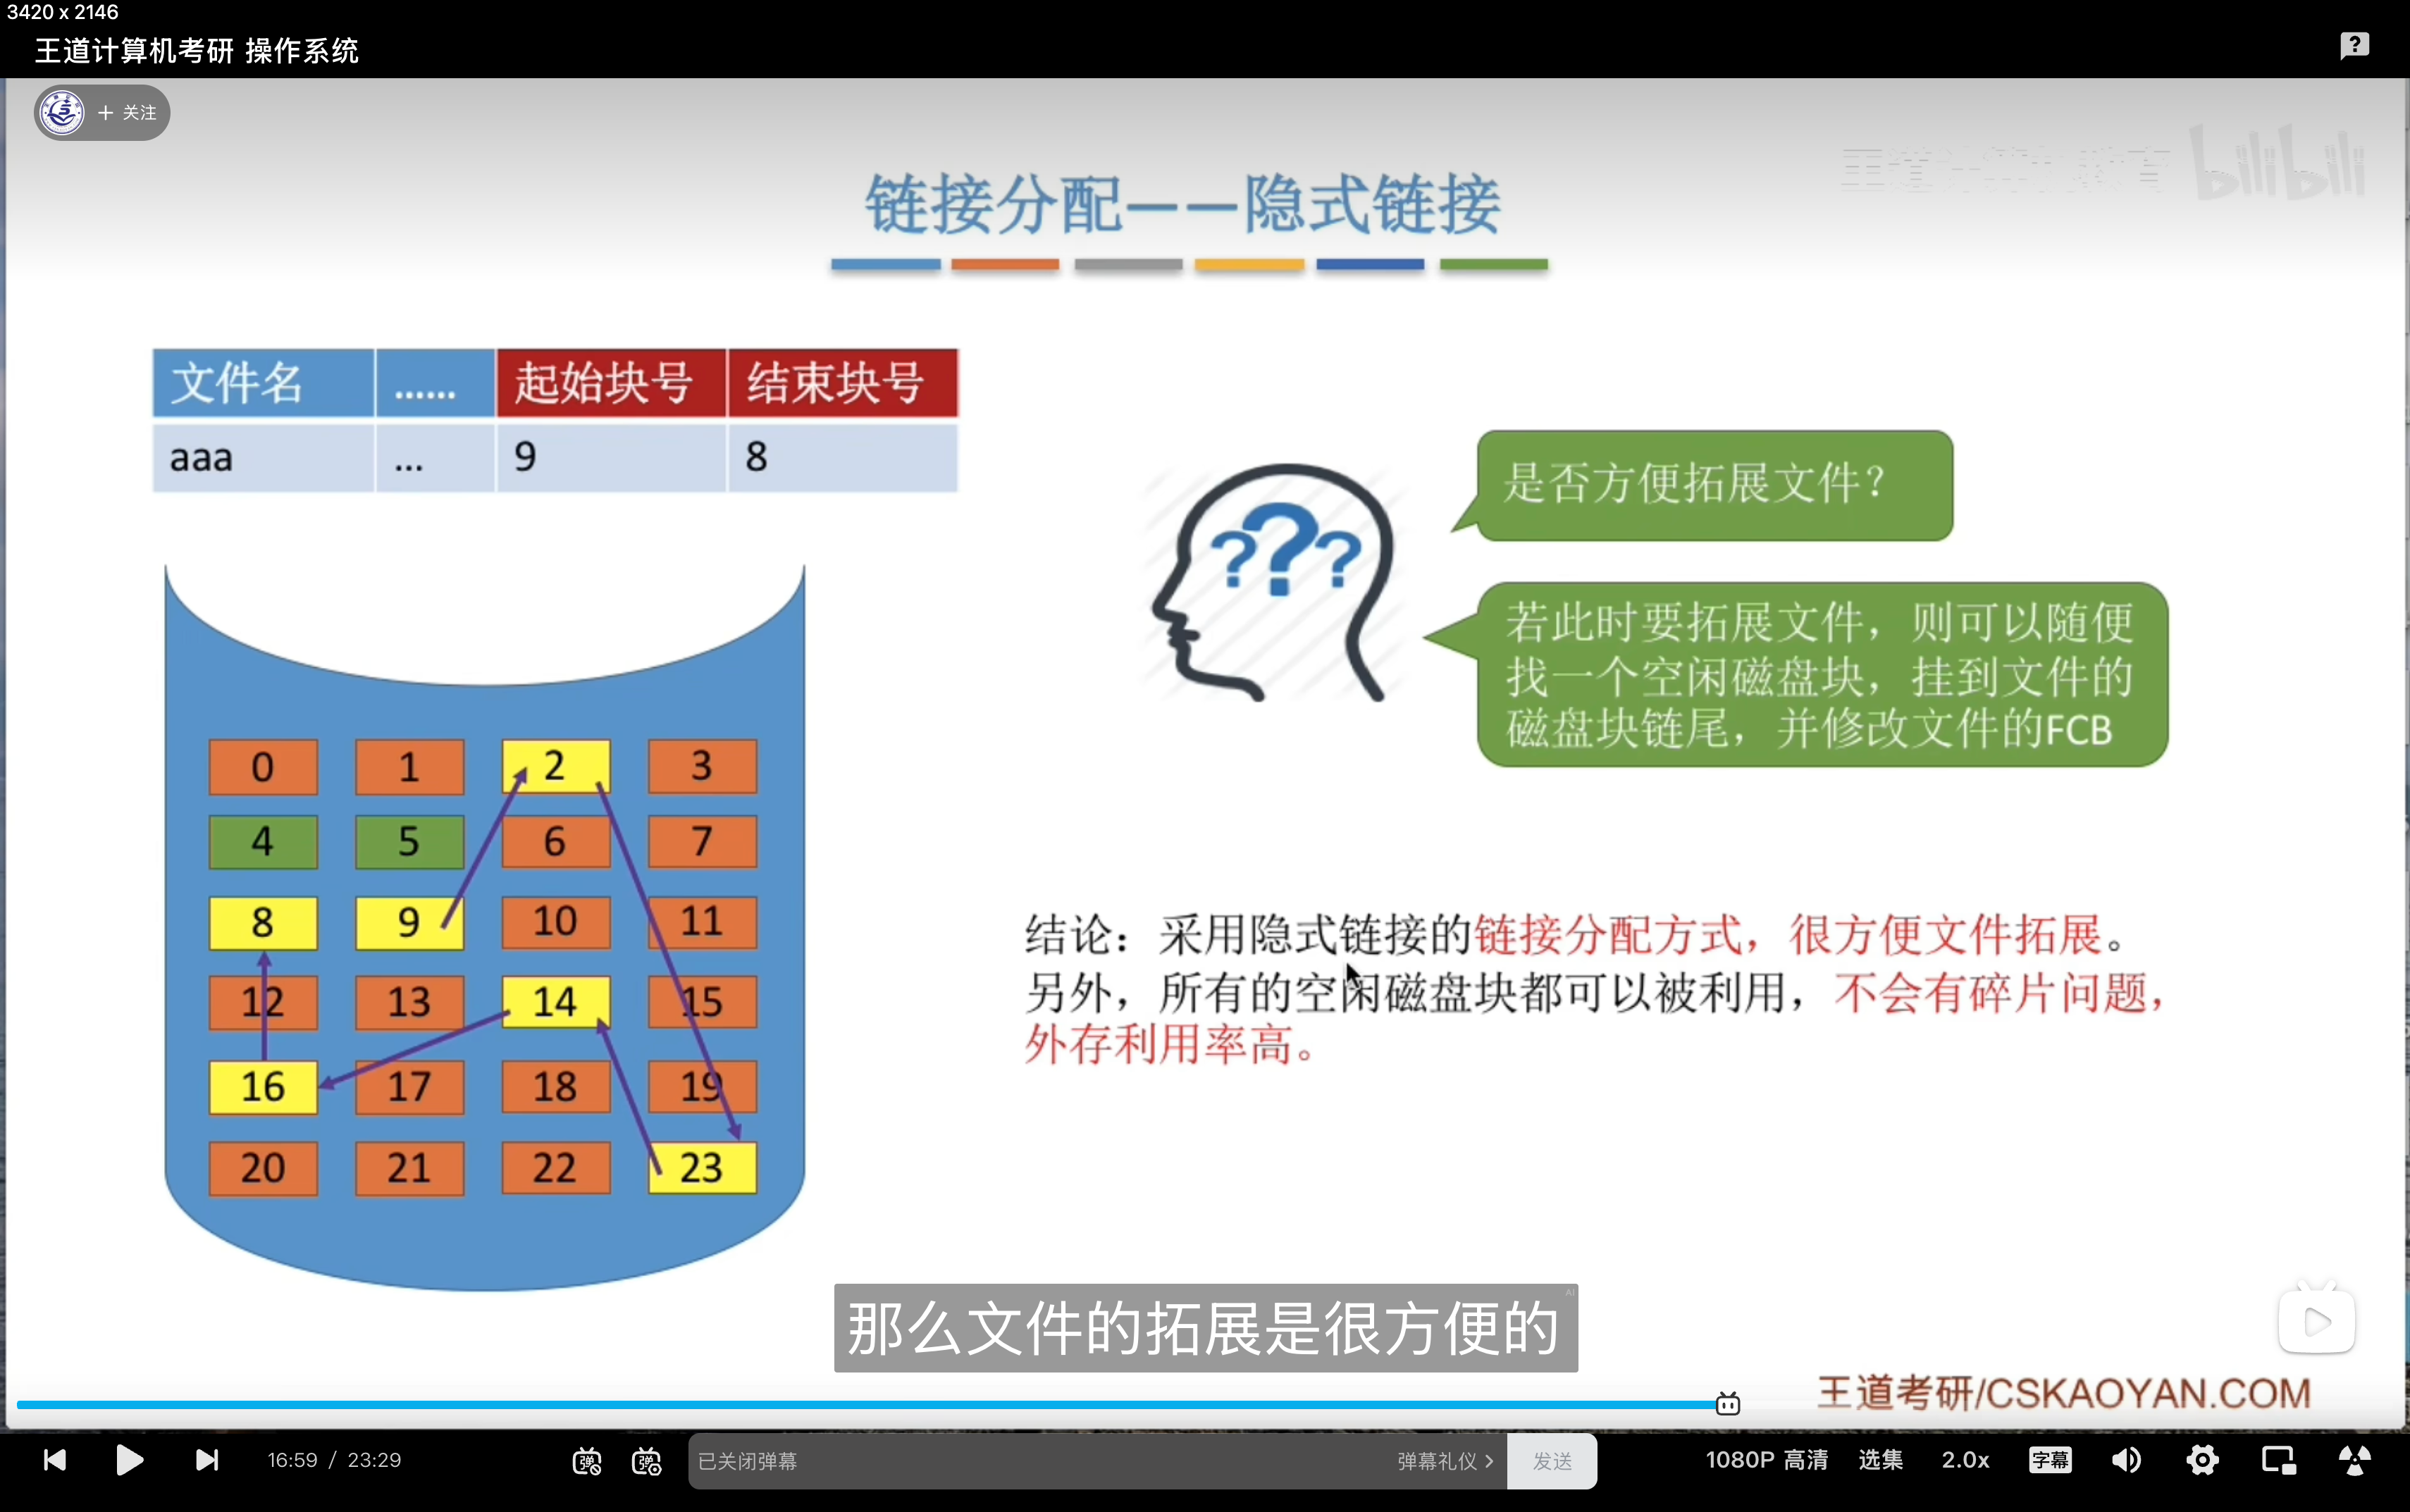 3420 x 2146
王道计算机考研 操作系统
+ 关注
bilibili
链接分配——隐式链接
文件名 …… 起始块号 结束块号
aaa … 9 8
是否方便拓展文件？
若此时要拓展文件，则可以随便
找一个空闲磁盘块，挂到文件的
磁盘块链尾，并修改文件的FCB
0 1 2 3
4 5 6 7
8 9 10 11
12 13 14 15
16 17 18 19
20 21 22 23
结论：采用隐式链接的链接分配方式，很方便文件拓展。
另外，所有的空闲磁盘块都可以被利用，不会有碎片问题，
外存利用率高。
AI
那么文件的拓展是很方便的
王道考研/CSKAOYAN.COM
16:59 / 23:29
弹 弹
已关闭弹幕
弹幕礼仪 >
发送
1080P 高清
选集
2.0x
字幕